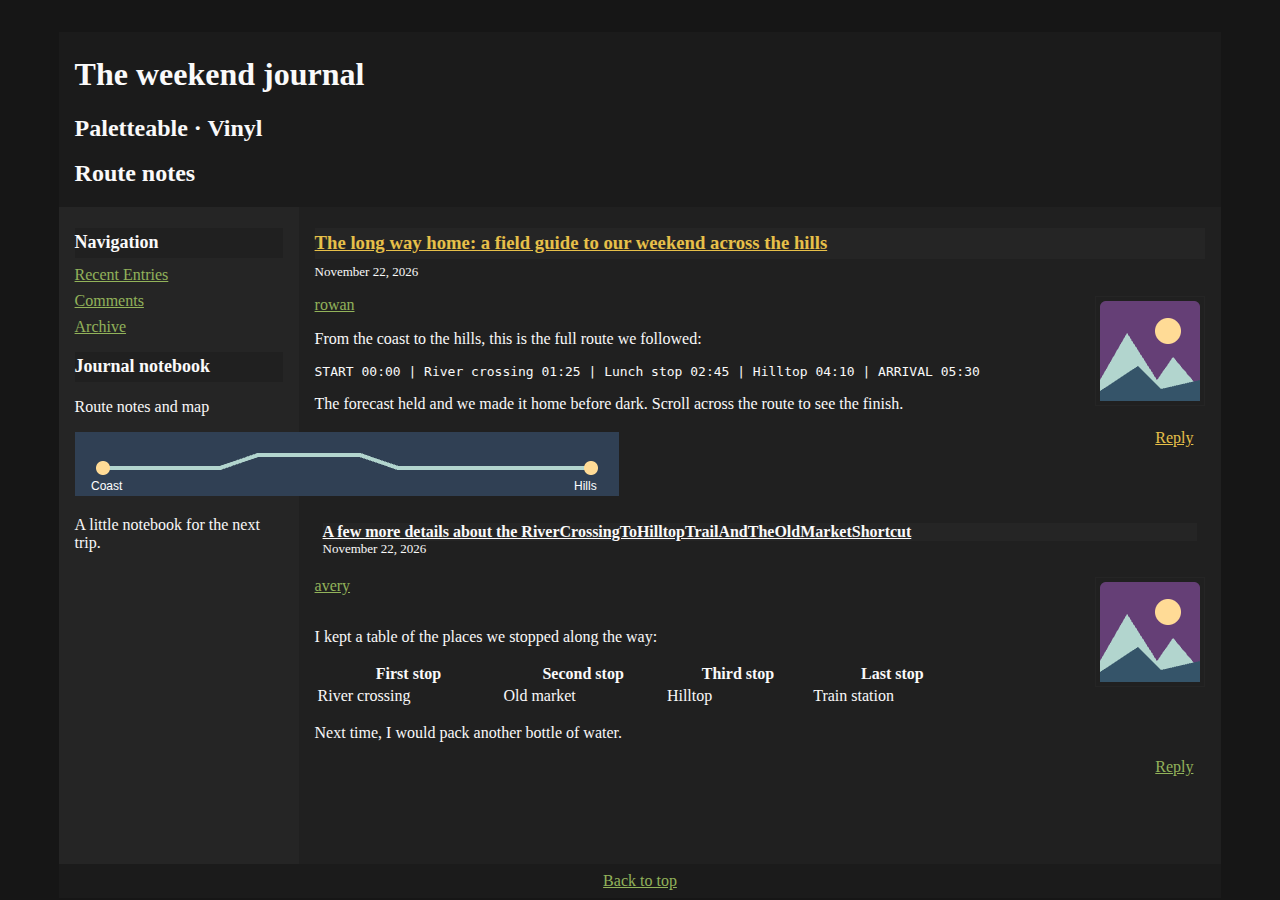 The weekend journal
Paletteable · Vinyl
Route notes
Navigation
Recent Entries
Comments
Archive
Journal notebook
Route notes and map
Coast
Hills
A little notebook for the next
trip.
The long way home: a field guide to our weekend across the hills
November 22, 2026
rowan
From the coast to the hills, this is the full route we followed:
START 00:00 | River crossing 01:25 | Lunch stop 02:45 | Hilltop 04:10 | ARRIVAL 05:30
The forecast held and we made it home before dark. Scroll across the route to see the finish.
Reply
A few more details about the RiverCrossingToHilltopTrailAndTheOldMarketShortcut
November 22, 2026
avery
I kept a table of the places we stopped along the way:
First stop Second stop Third stop Last stop
River crossing Old market Hilltop Train station
Next time, I would pack another bottle of water.
Reply
Back to top